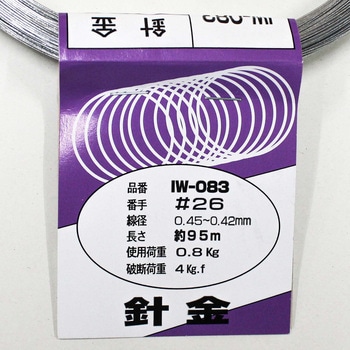 針金
IW-083
品番 IW-083
番手 #26
線径 0.45~0.42mm
長さ 約95m
使用荷重 0.8Kg
破断荷重 4Kg.f
針金